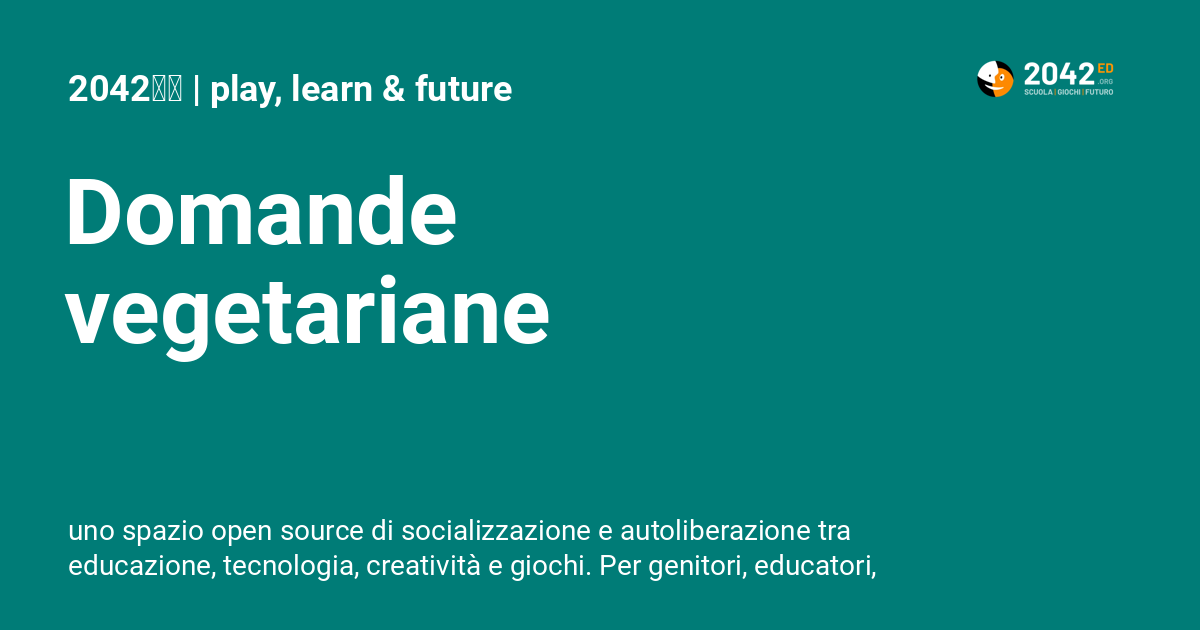 2042 | play, learn & future
2042 ED
.ORG
SCUOLA | GIOCHI | FUTURO
Domande
vegetariane
uno spazio open source di socializzazione e autoliberazione tra
educazione, tecnologia, creatività e giochi. Per genitori, educatori,